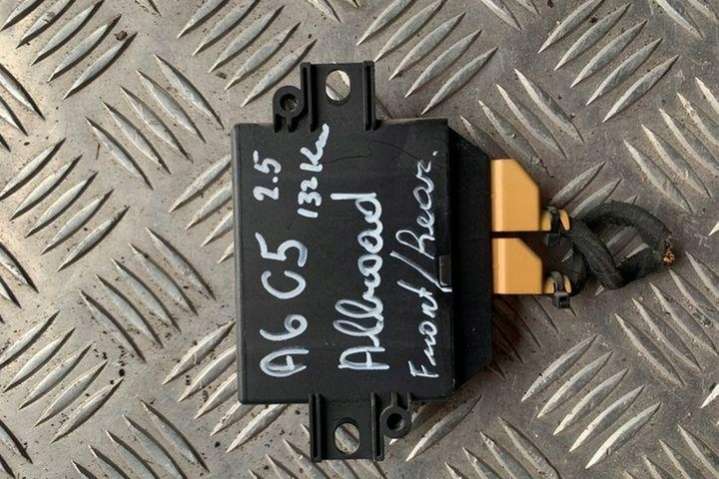 A6 C5 2.5
132Kw
Allroad
Front/Rear.